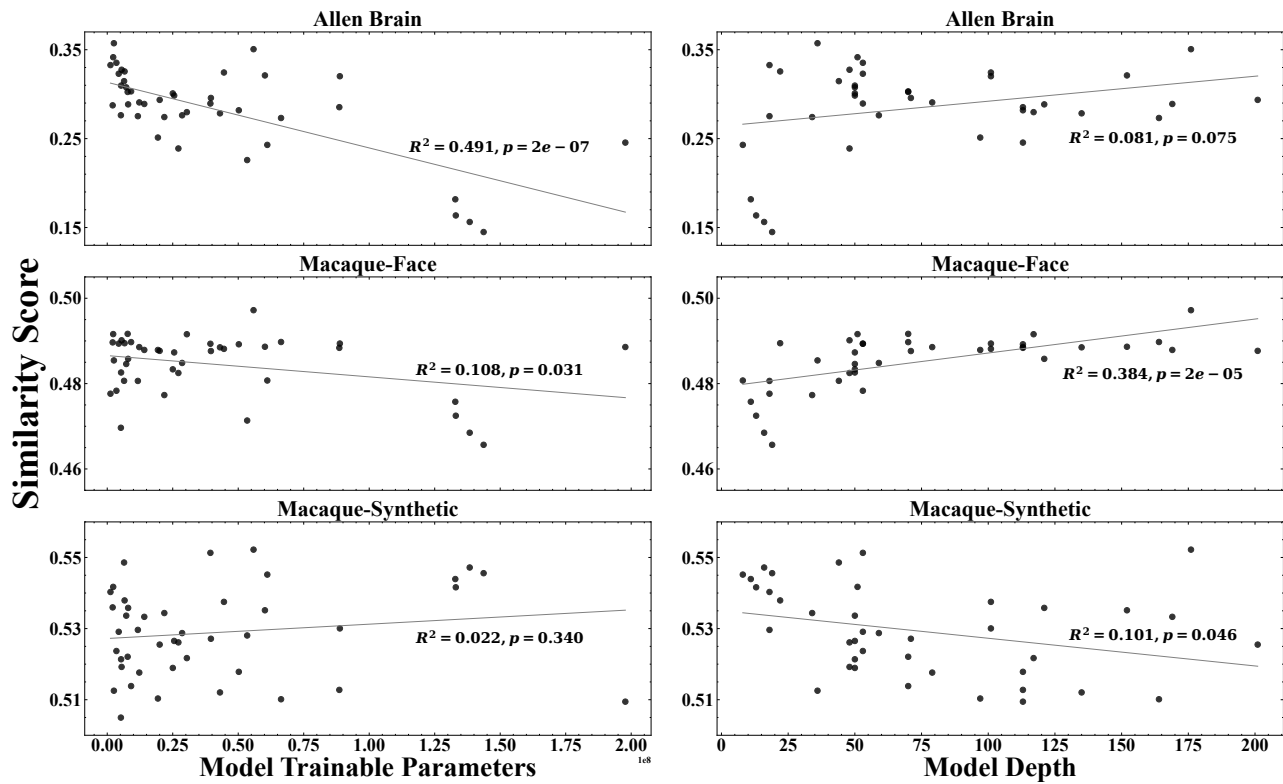 Allen Brain
Allen Brain
0.35
0.25
0.15
R² = 0.491, p = 2e − 07
0.35
0.25
0.15
R² = 0.081, p = 0.075
Macaque-Face
Macaque-Face
Similarity Score
0.50
0.48
0.46
R² = 0.108, p = 0.031
0.50
0.48
0.46
R² = 0.384, p = 2e − 05
Macaque-Synthetic
Macaque-Synthetic
0.55
0.53
0.51
R² = 0.022, p = 0.340
0.55
0.53
0.51
R² = 0.101, p = 0.046
0.00 0.25 0.50 0.75 1.00 1.25 1.50 1.75 2.00
1e8
0 25 50 75 100 125 150 175 200
Model Trainable Parameters
Model Depth